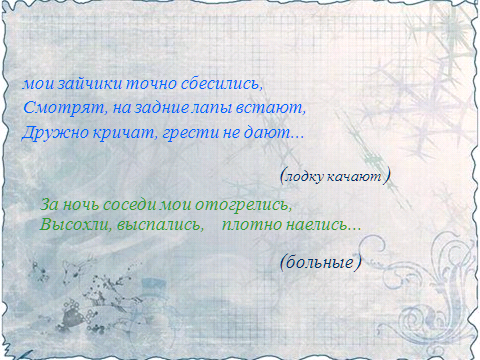 мои зайчики точно сбесились,
Смотрят, на задние лапы встают,
Дружно кричат, грести не дают...
(лодку качают)
За ночь соседи мои отогрелись,
Высохли, выспались, плотно наелись...
(больные)